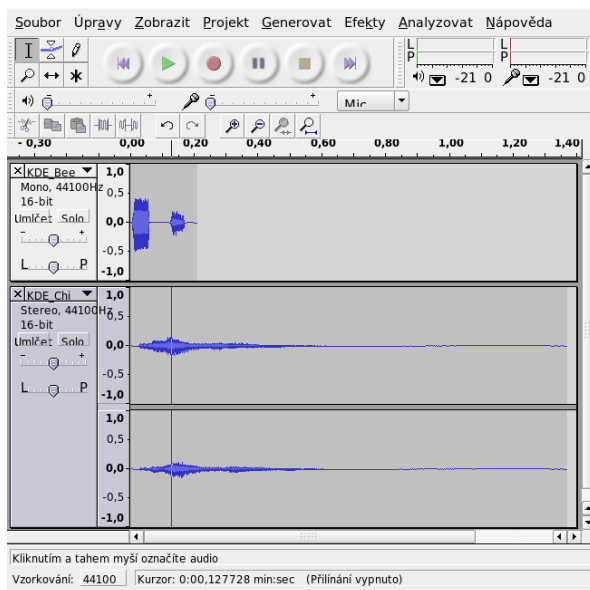 Soubor Úpravy Zobrazit Projekt Generovat Efekty Analyzovat Nápověda
L
P
L
P
-21 0
-21 0
- +
- +
Mic
- 0,30 0,00 0,20 0,40 0,60 0,80 1,00 1,20 1,40
KDE_Bee
Mono, 44100Hz
16-bit
Umlčet Solo
- +
L P
1,0
0,5
0,0
-0,5
-1,0
KDE_Chi
Stereo, 44100Hz
16-bit
Umlčet Solo
- +
L P
1,0
0,5
0,0
-0,5
-1,0
1,0
0,5
0,0
-0,5
-1,0
Kliknutím a tahem myší označíte audio
Vzorkování: 44100 Kurzor: 0:00,127728 min:sec (Přilínání vypnuto)